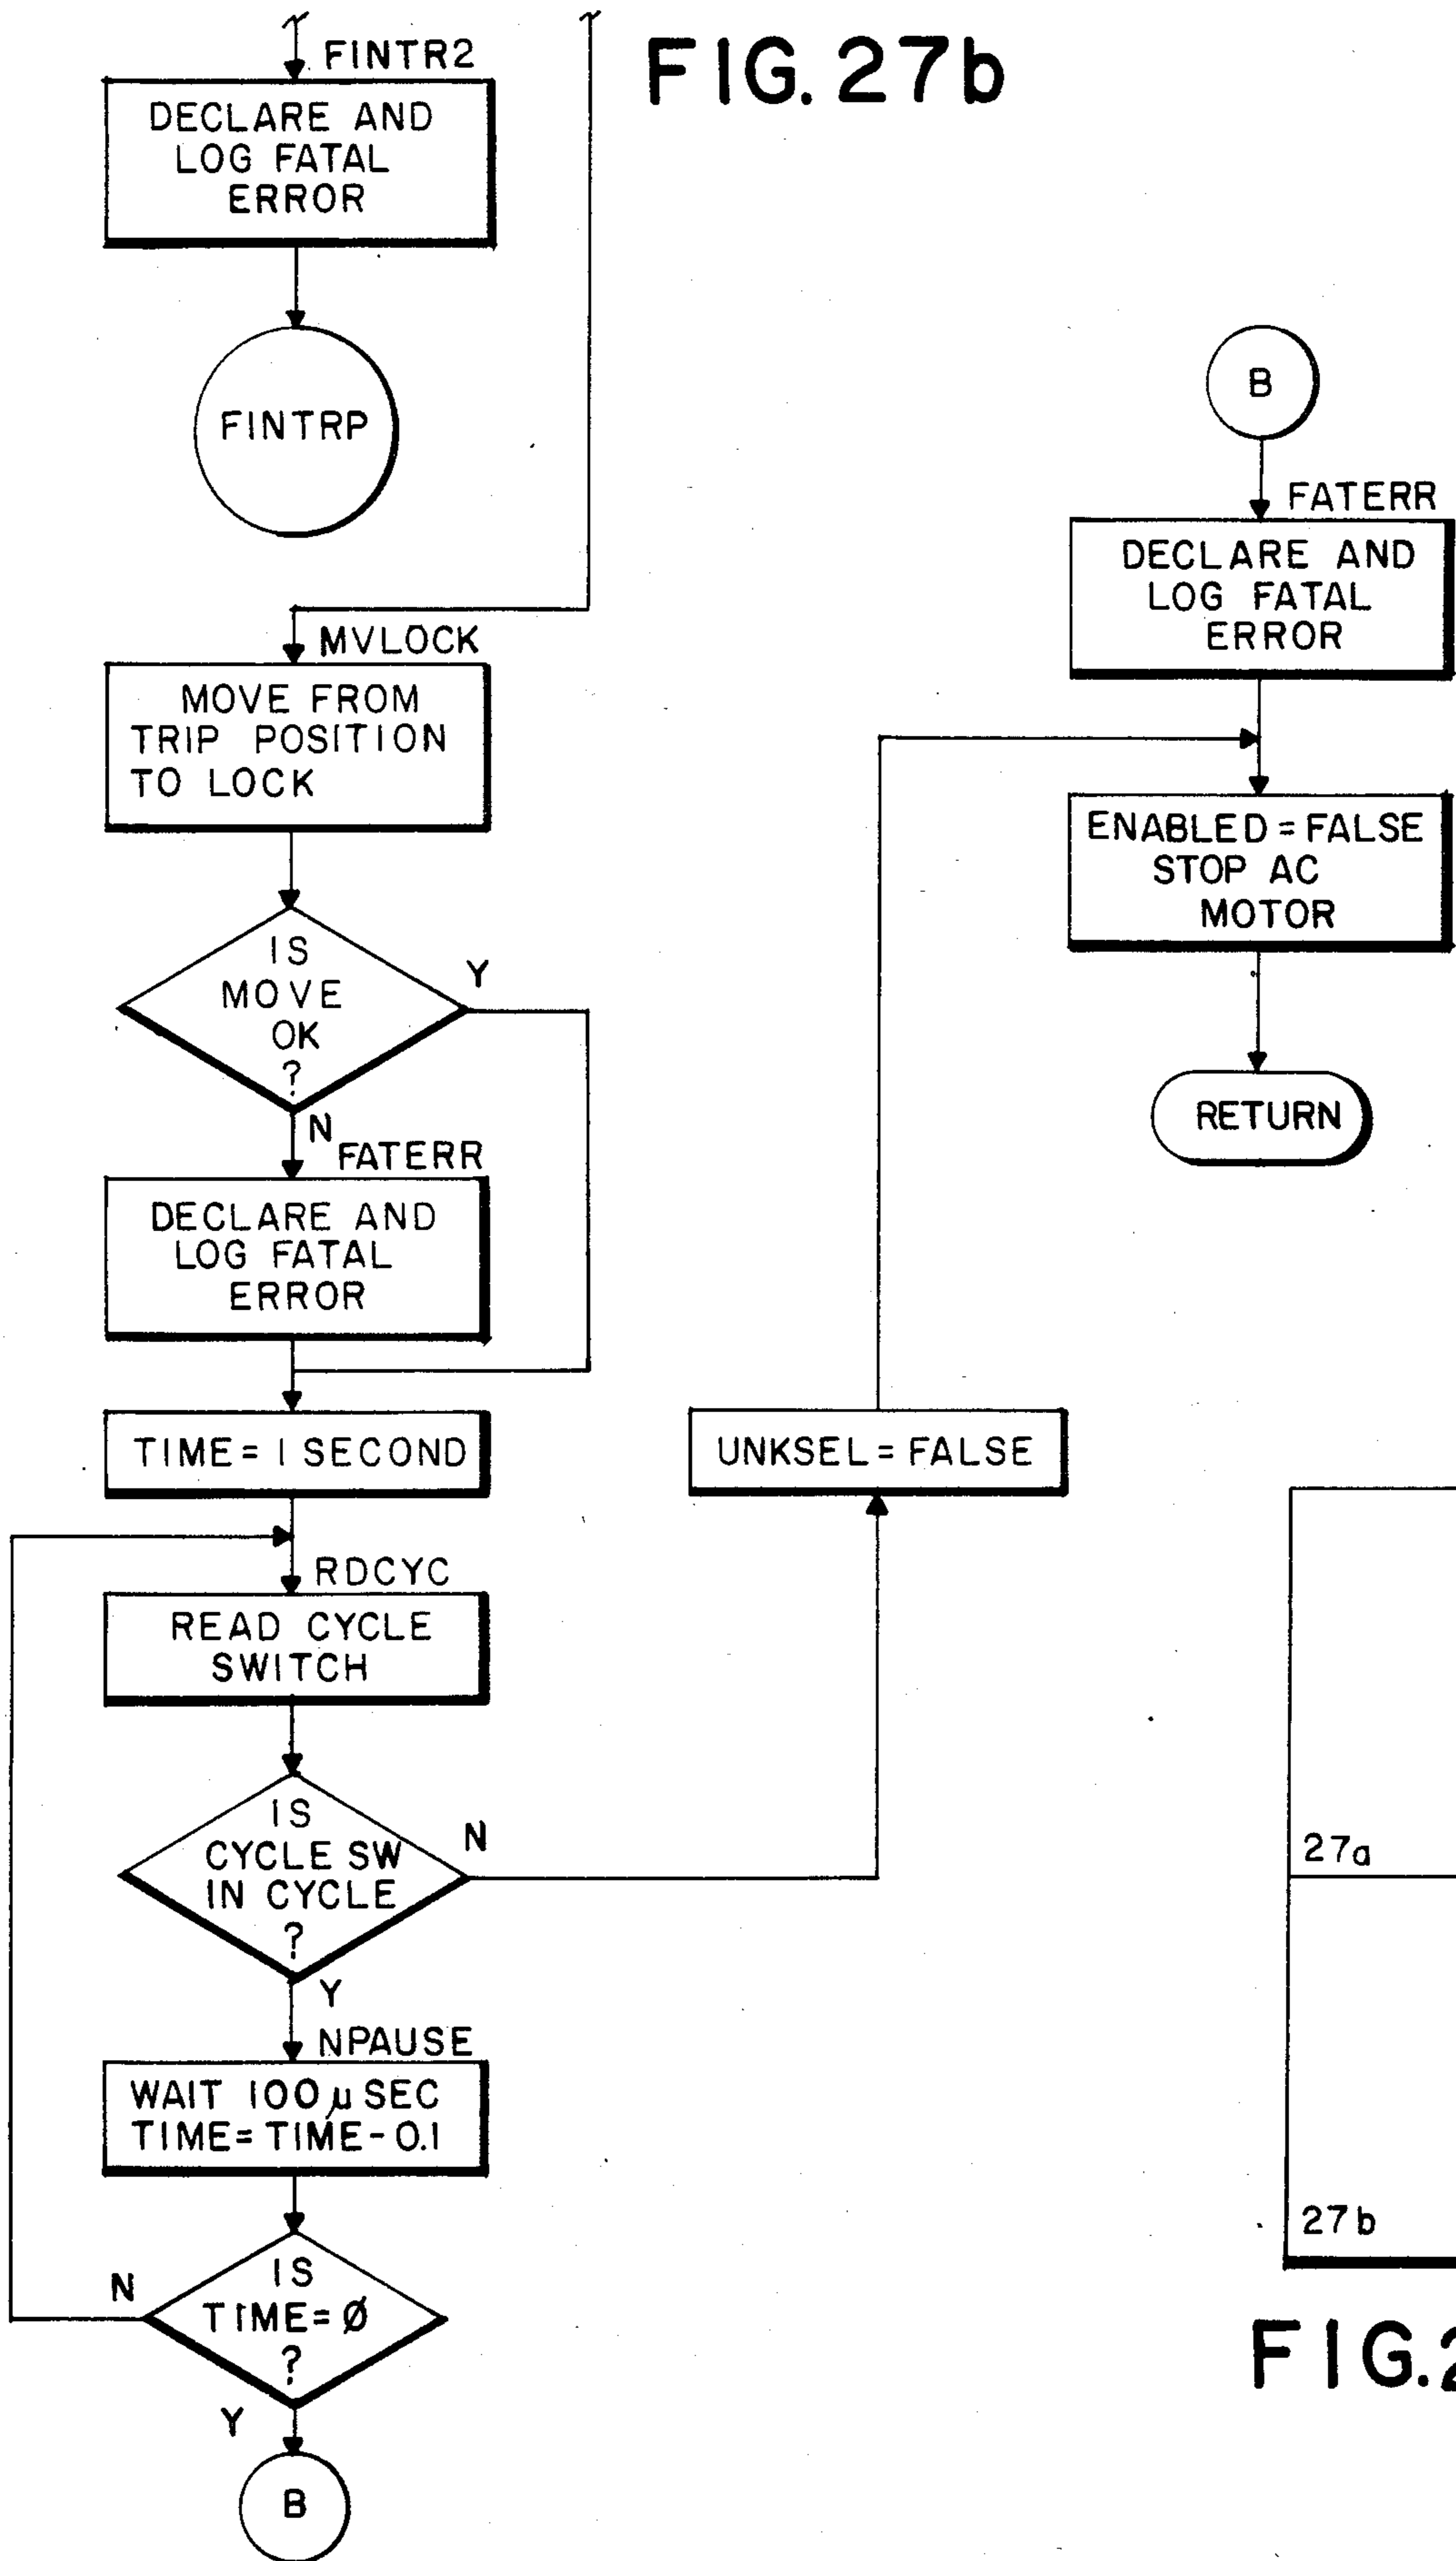 FINTR2
FIG. 27b
DECLARE AND
LOG FATAL
ERROR
FINTRP
MVLOCK
MOVE FROM
TRIP POSITION
TO LOCK
IS
MOVE
OK
?
Y
N
FATERR
DECLARE AND
LOG FATAL
ERROR
TIME = 1 SECOND
RDCYC
READ CYCLE
SWITCH
IS
CYCLE SW
IN CYCLE
?
N
Y
NPAUSE
WAIT 100 µ SEC
TIME = TIME - 0.1
IS
TIME = Ø
?
N
Y
B
UNKSEL = FALSE
B
FATERR
DECLARE AND
LOG FATAL
ERROR
ENABLED = FALSE
STOP AC
MOTOR
RETURN
27a
27b
FIG. 2